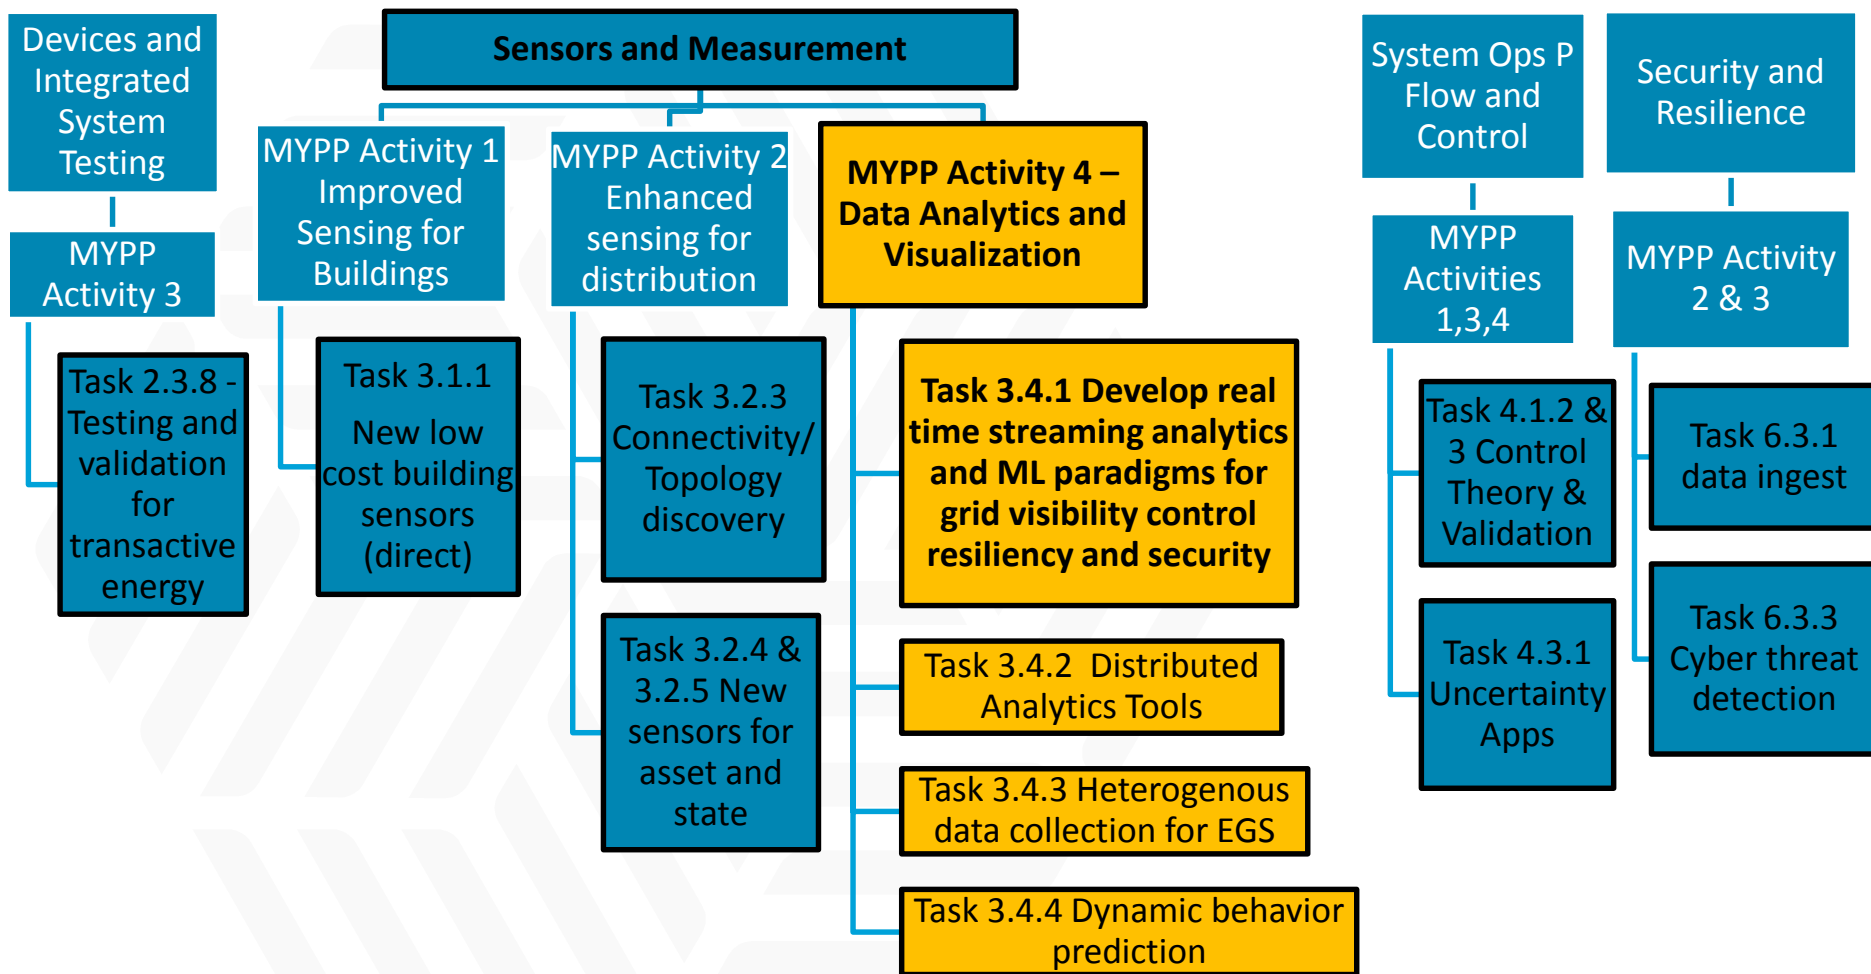 Devices and
Integrated
System
Testing
MYPP
Activity 3
Task 2.3.8 -
Testing and
validation
for
transactive
energy
Sensors and Measurement
MYPP Activity 1
Improved
Sensing for
Buildings
Task 3.1.1
New low
cost building
sensors
(direct)
MYPP Activity 2
Enhanced
sensing for
distribution
Task 3.2.3
Connectivity/
Topology
discovery
Task 3.2.4 &
3.2.5 New
sensors for
asset and
state
MYPP Activity 4 –
Data Analytics and
Visualization
Task 3.4.1 Develop real
time streaming analytics
and ML paradigms for
grid visibility control
resiliency and security
Task 3.4.2  Distributed
Analytics Tools
Task 3.4.3 Heterogenous
data collection for EGS
Task 3.4.4 Dynamic behavior
prediction
System Ops P
Flow and
Control
MYPP
Activities
1,3,4
Task 4.1.2 &
3 Control
Theory &
Validation
Task 4.3.1
Uncertainty
Apps
Security and
Resilience
MYPP Activity
2 & 3
Task 6.3.1
data ingest
Task 6.3.3
Cyber threat
detection